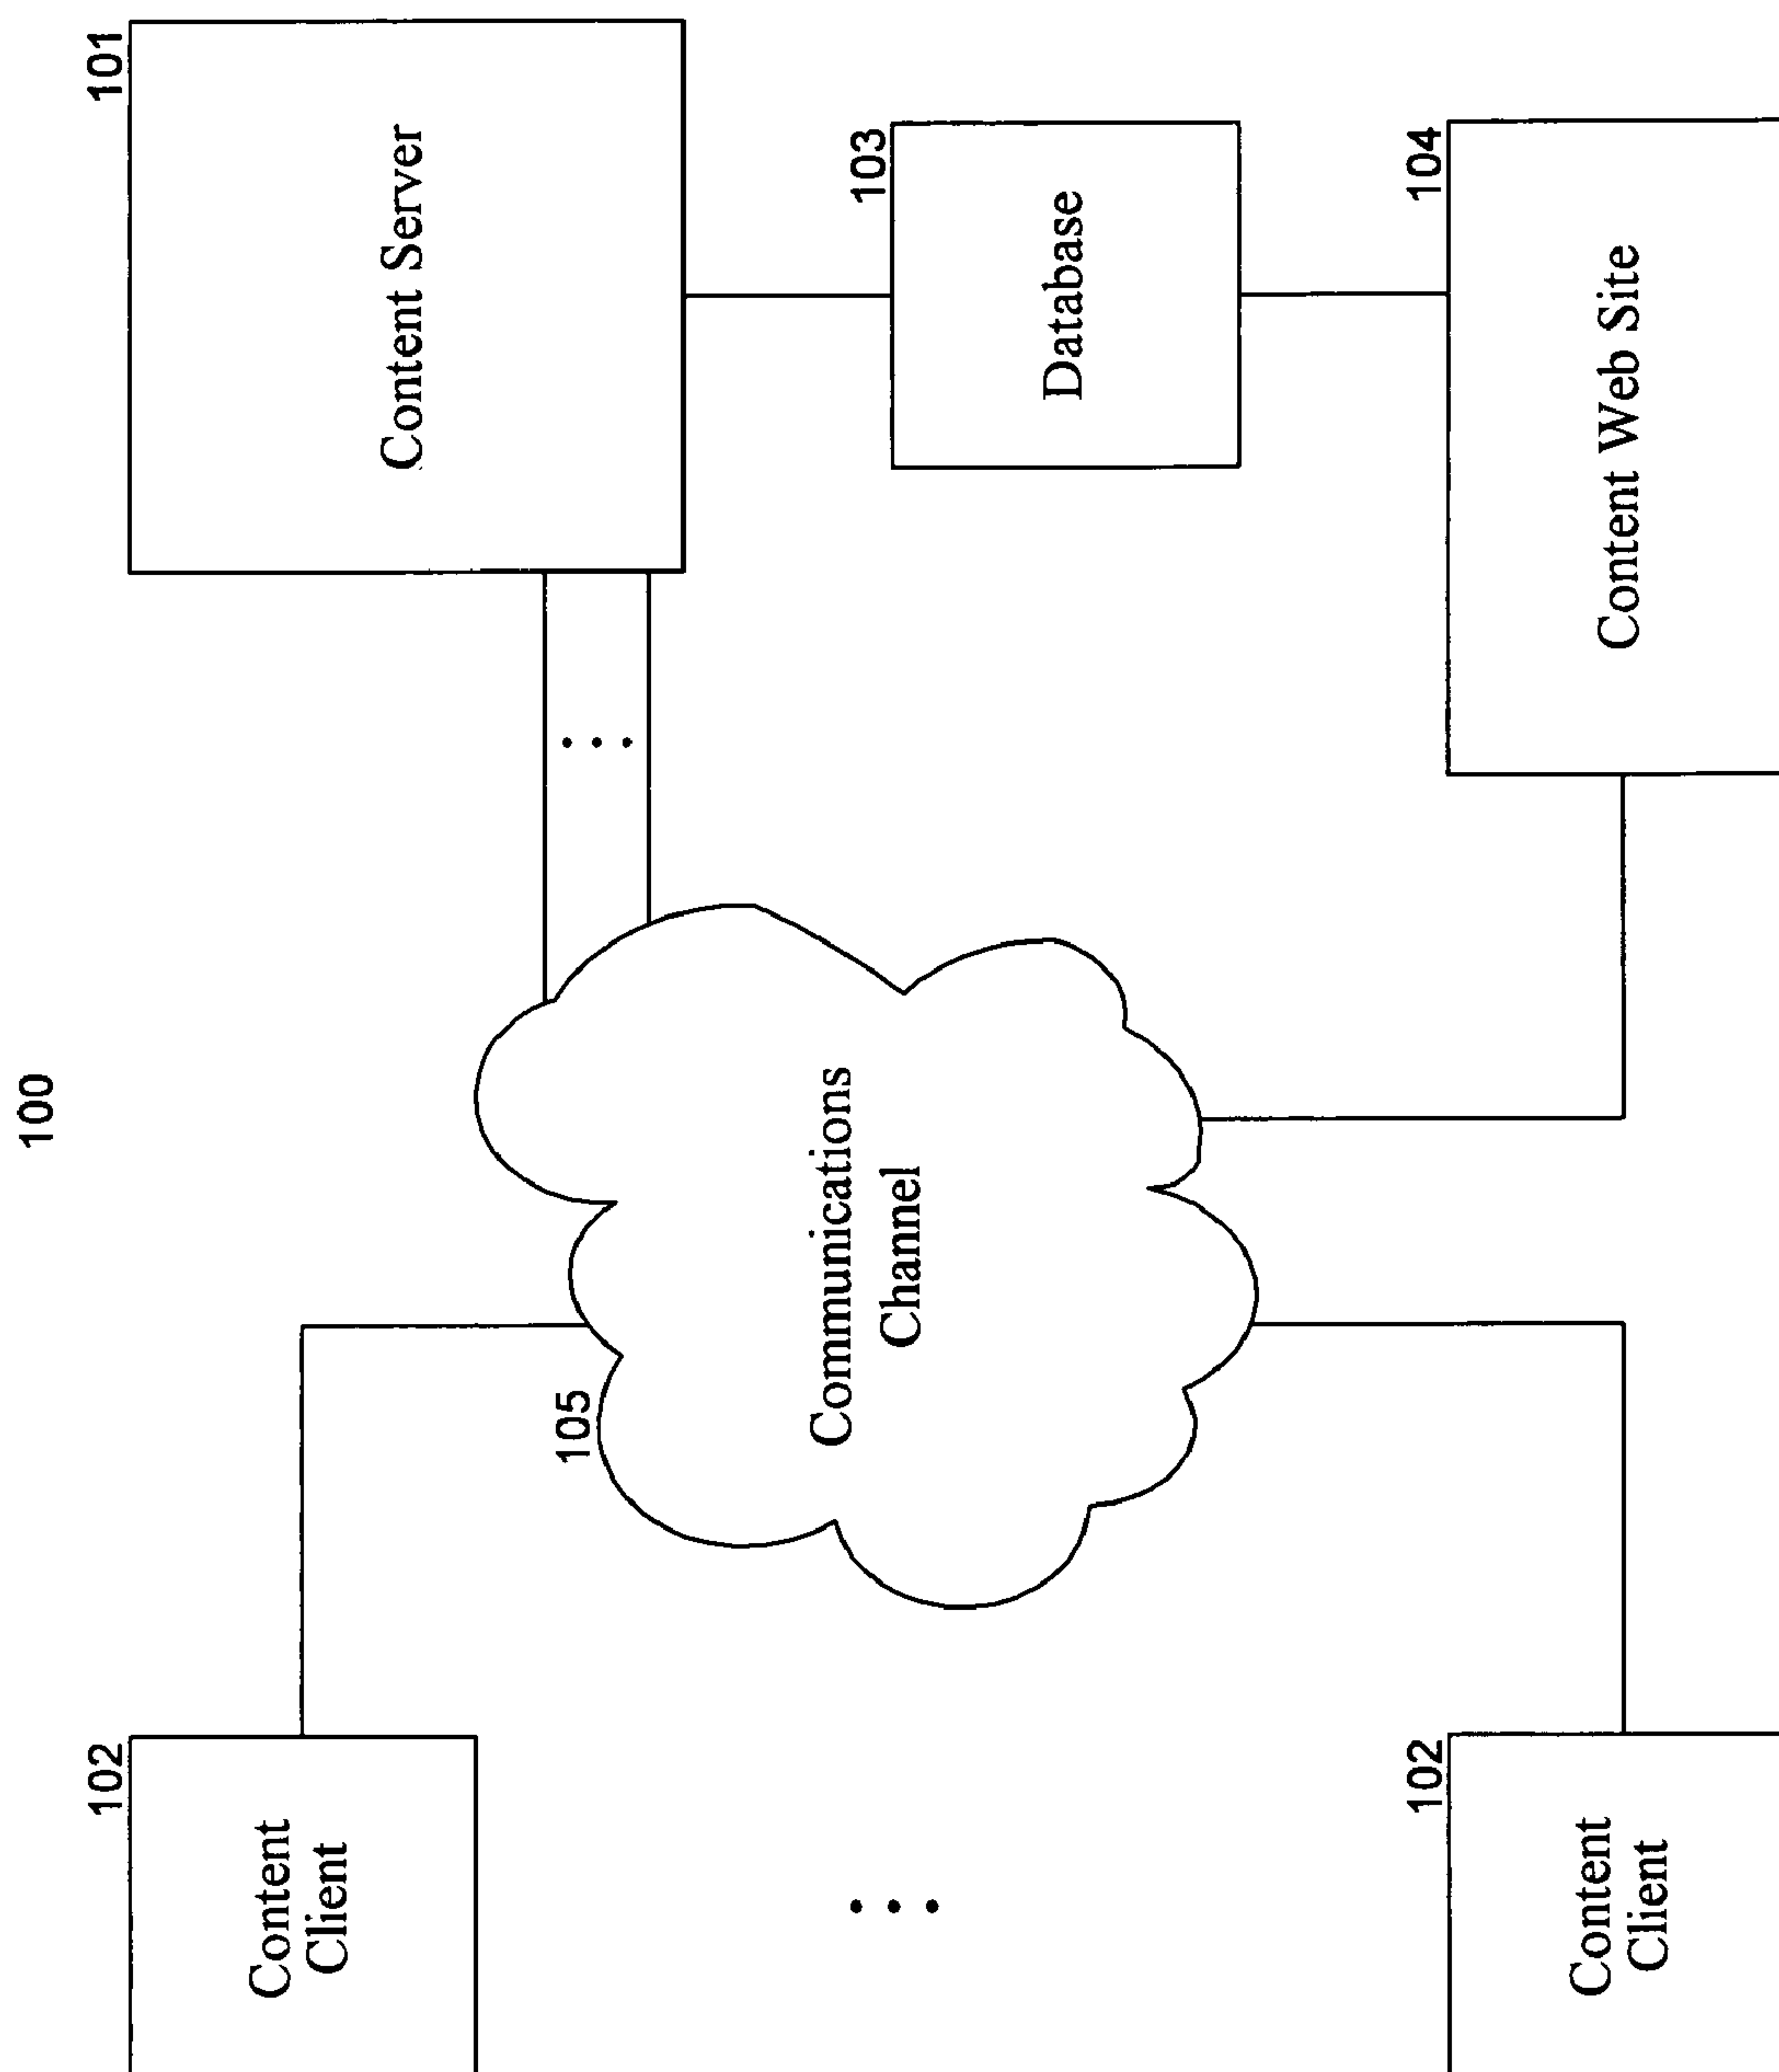 100
102
Content
Client
105
Communications
Channel
101
Content Server
103
Database
102
Content
Client
104
Content Web Site